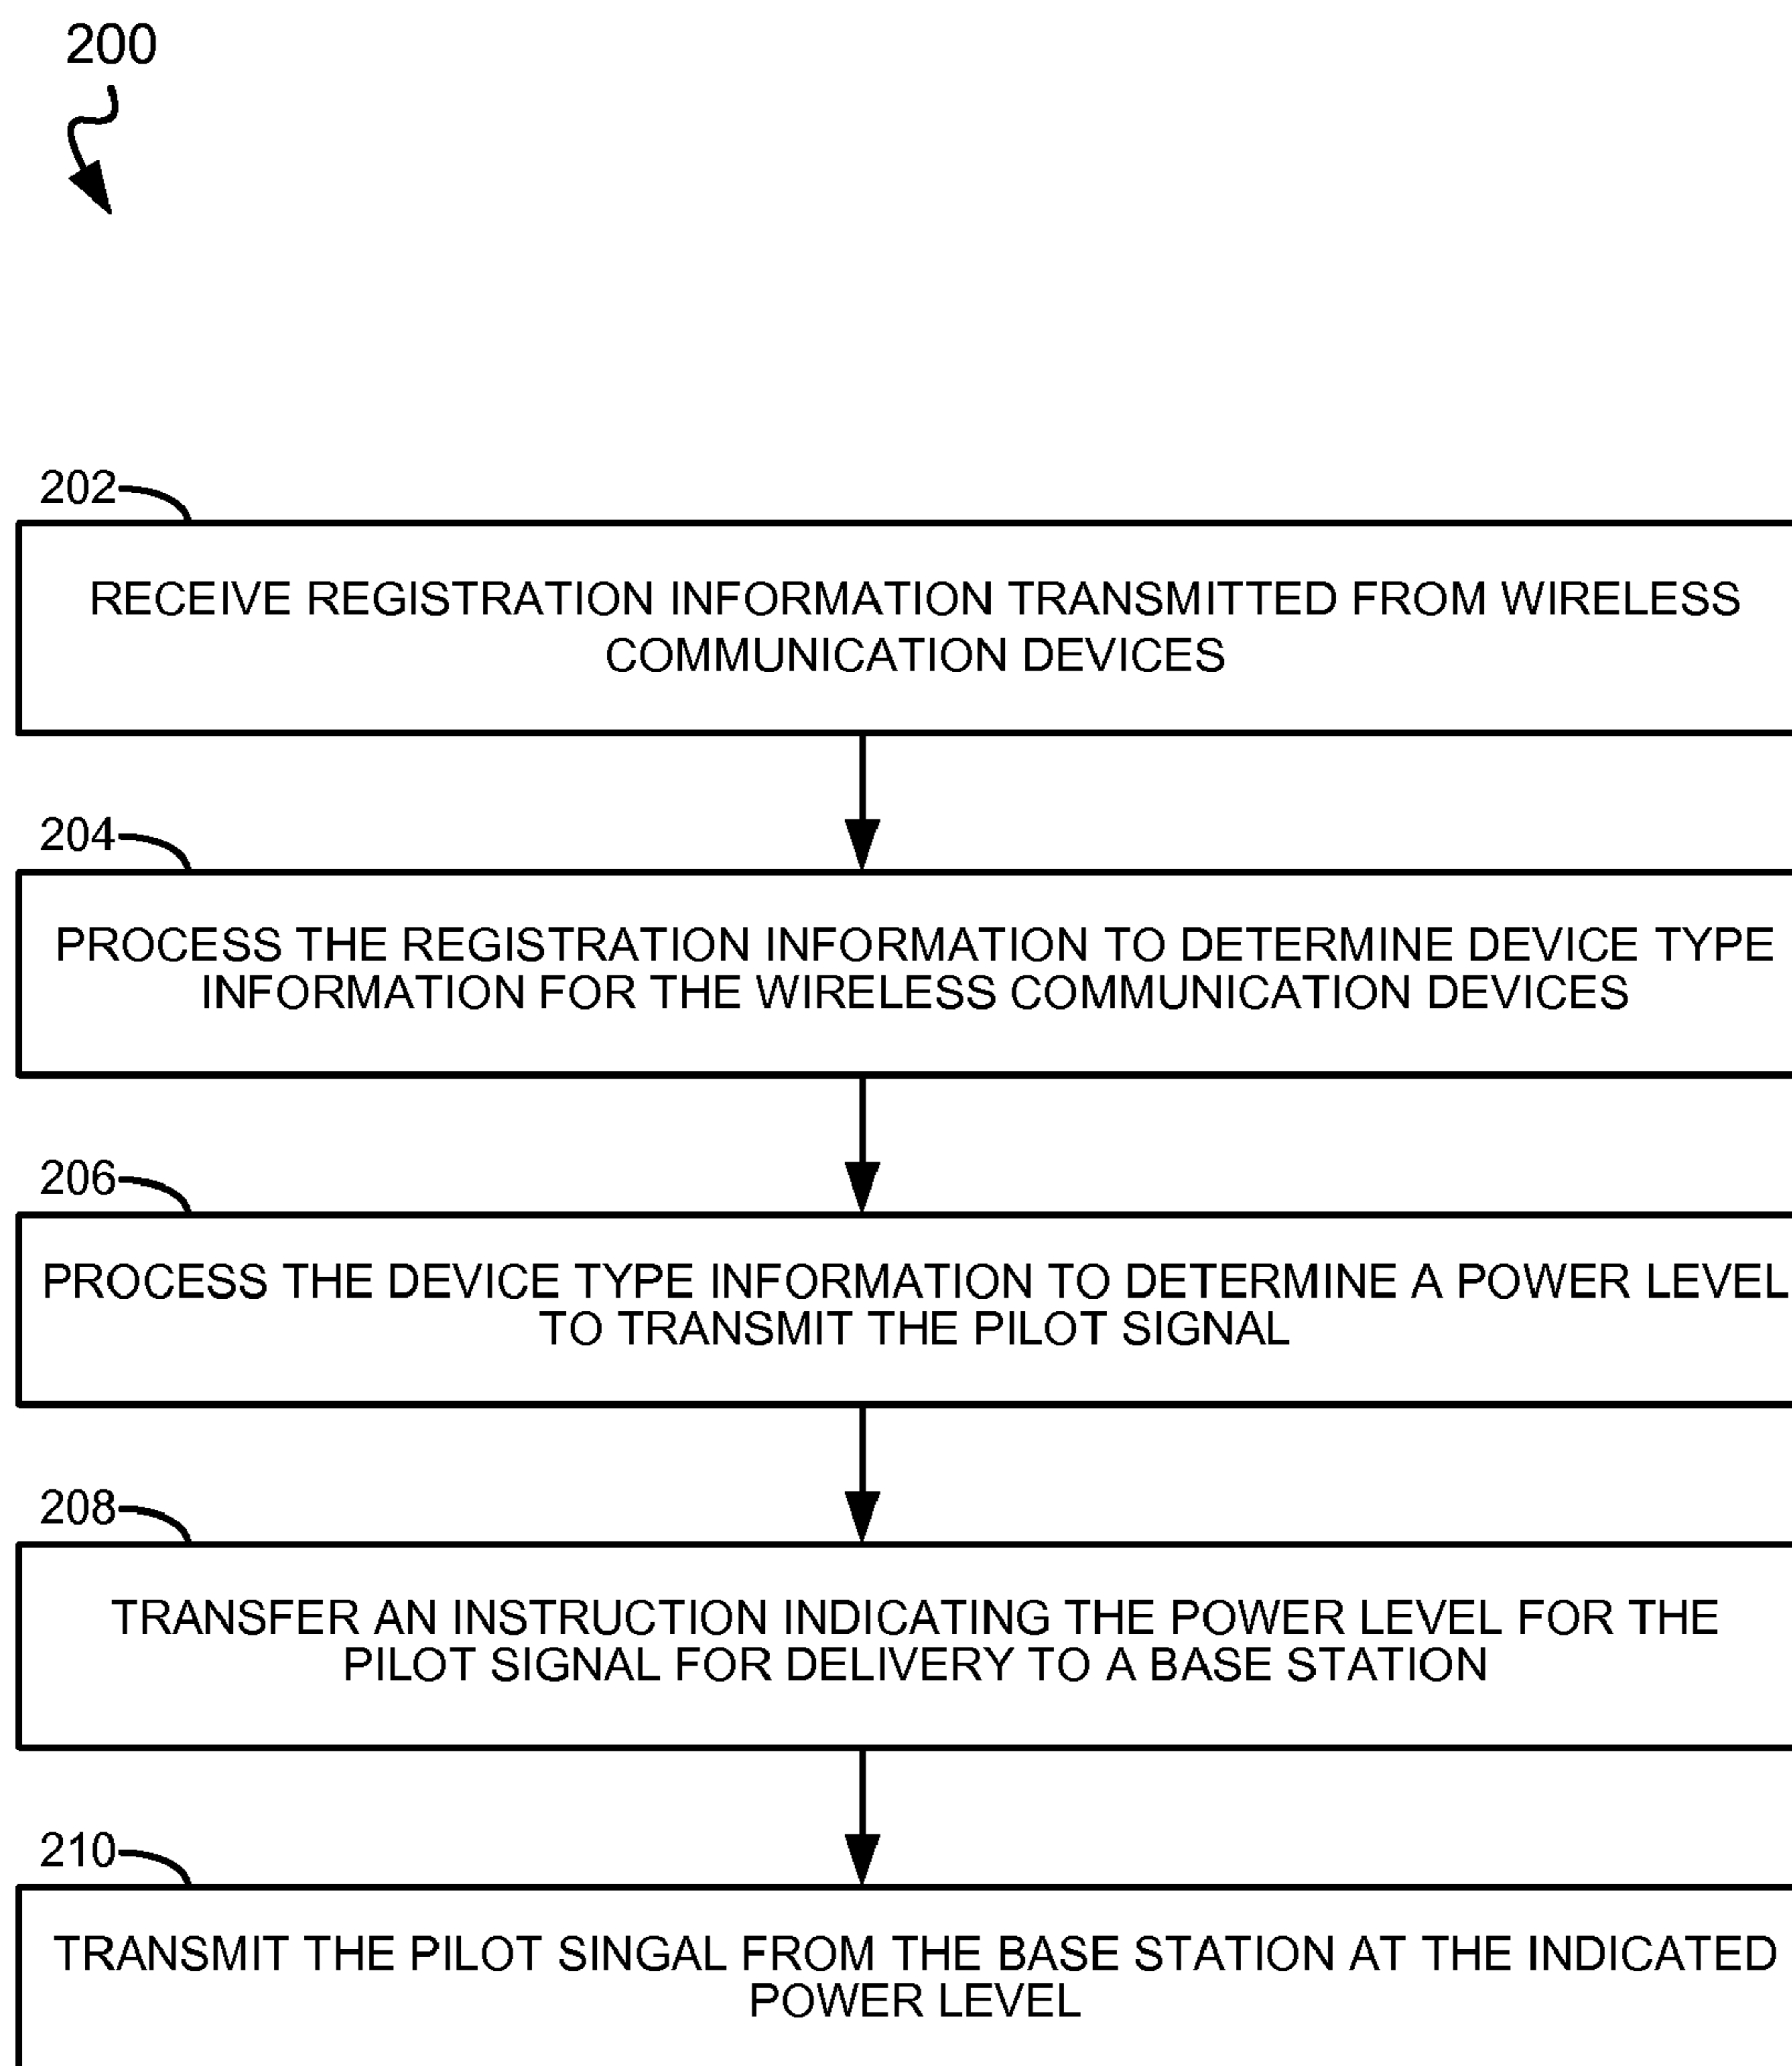 200
202
RECEIVE REGISTRATION INFORMATION TRANSMITTED FROM WIRELESS
COMMUNICATION DEVICES
204
PROCESS THE REGISTRATION INFORMATION TO DETERMINE DEVICE TYPE
INFORMATION FOR THE WIRELESS COMMUNICATION DEVICES
206
PROCESS THE DEVICE TYPE INFORMATION TO DETERMINE A POWER LEVEL
TO TRANSMIT THE PILOT SIGNAL
208
TRANSFER AN INSTRUCTION INDICATING THE POWER LEVEL FOR THE
PILOT SIGNAL FOR DELIVERY TO A BASE STATION
210
TRANSMIT THE PILOT SINGAL FROM THE BASE STATION AT THE INDICATED
POWER LEVEL